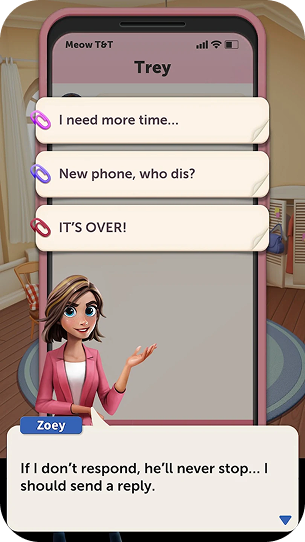 Meow T&T
Trey
I need more time...
New phone, who dis?
IT'S OVER!
Zoey
If I don't respond, he'll never stop... I
should send a reply.